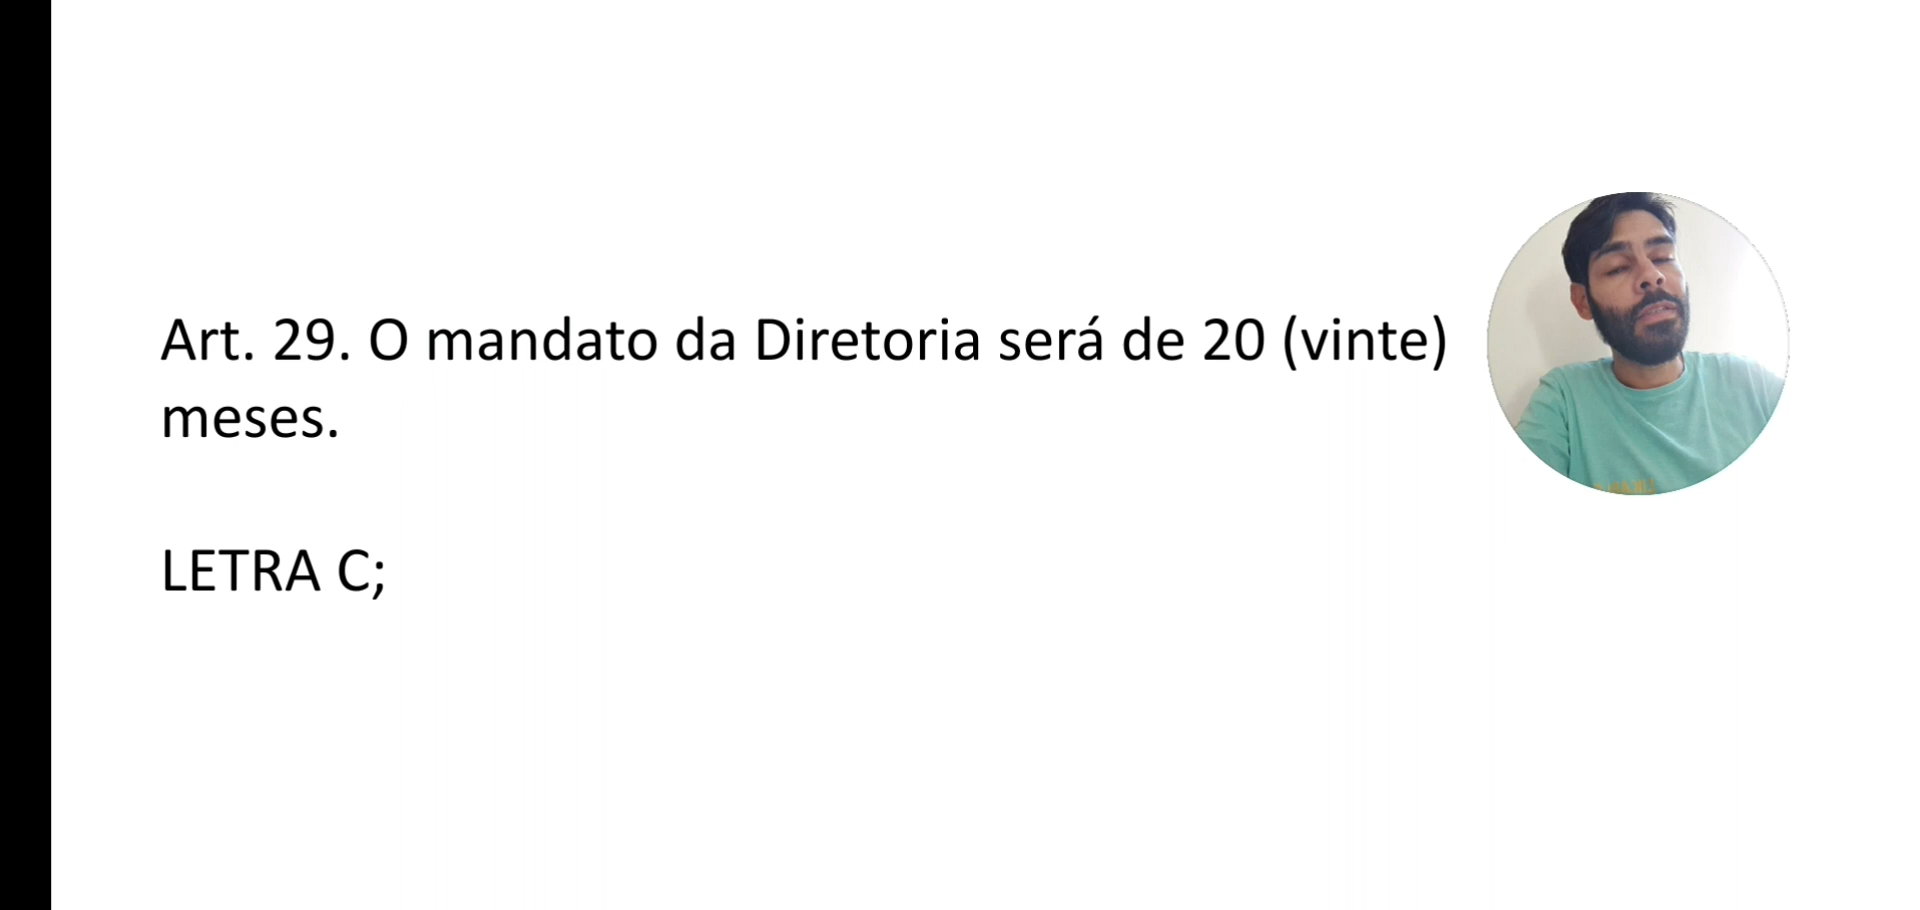 Art. 29. O mandato da Diretoria será de 20 (vinte)
meses.
LETRA C;